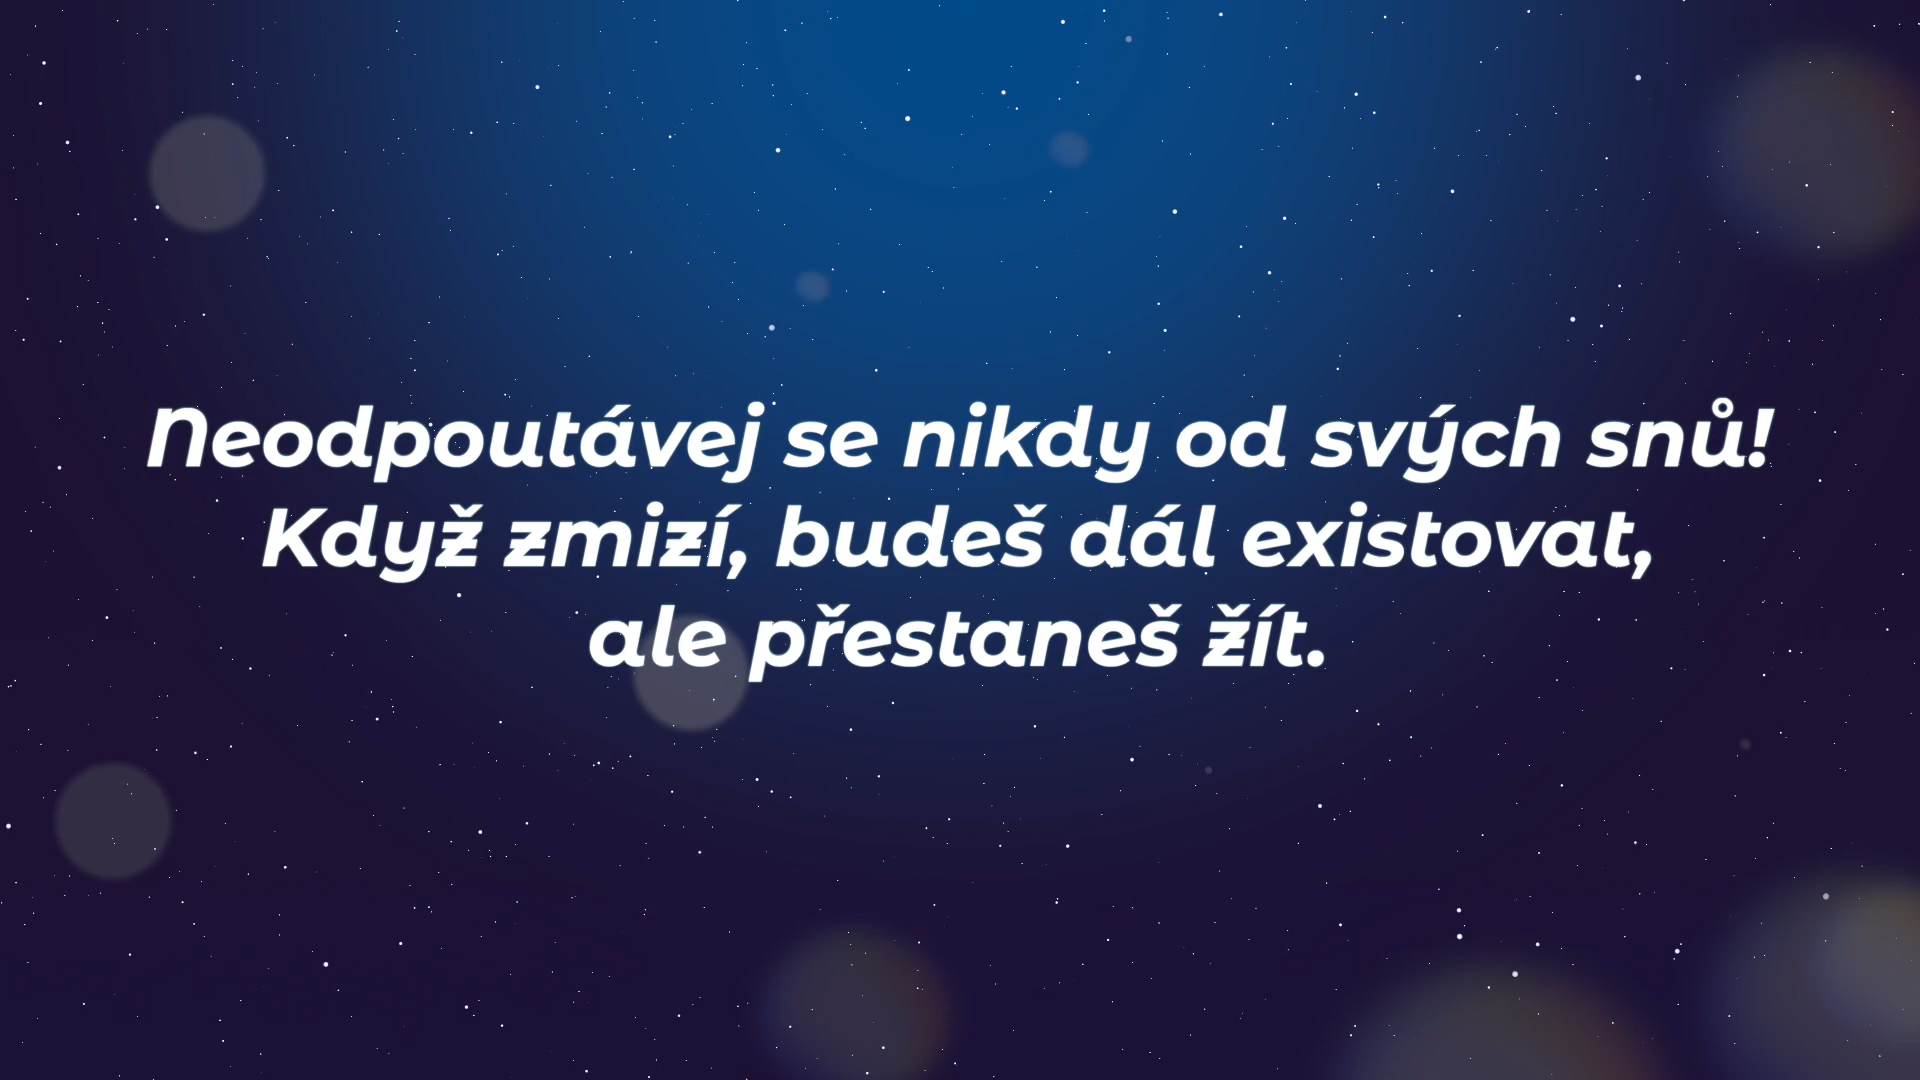 Neodpoutávej se nikdy od svých snů!
Když zmizí, budeš dál existovat,
ale přestaneš žít.